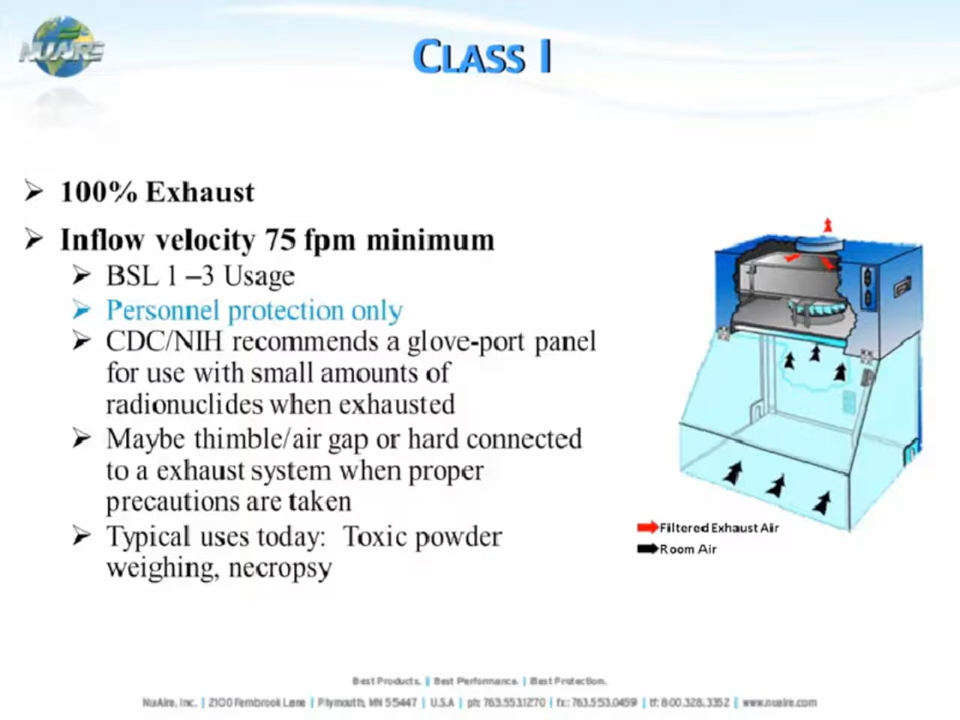 NUAIRE
CLASS I
100% Exhaust
Inflow velocity 75 fpm minimum
BSL 1 –3 Usage
Personnel protection only
CDC/NIH recommends a glove-port panel
for use with small amounts of
radionuclides when exhausted
Maybe thimble/air gap or hard connected
to a exhaust system when proper
precautions are taken
Typical uses today: Toxic powder
weighing, necropsy
Filtered Exhaust Air
Room Air
Best Products. | Best Performance. | Best Protection.
NuAire, Inc. | 2100 Fernbrook Lane | Plymouth, MN 55447 | U.S.A | ph: 763.553.1270 | fx: 763.553.0459 | tf: 800.328.3352 | www.nuaire.com